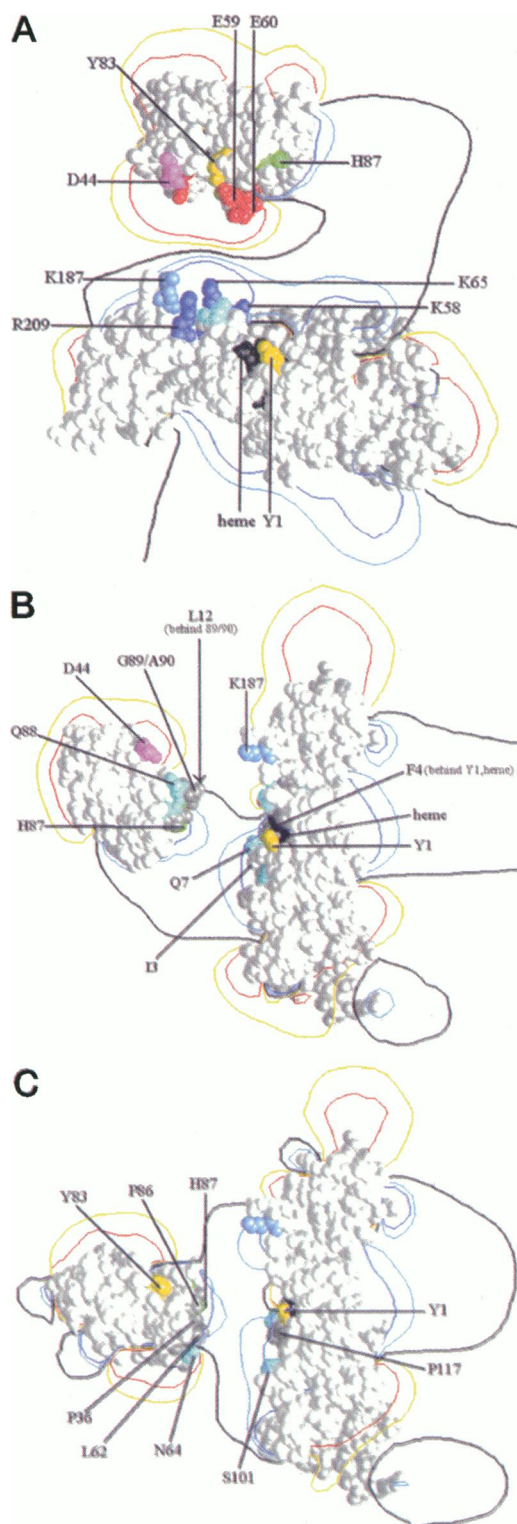 A
E59 E60
Y83
H87
D44
K187
K65
K58
R209
heme Y1
B
L12
(behind 89/90)
G89/A90
D44
K187
Q88
F4 (behind Y1,heme)
heme
H87
Y1
Q7
I3
C
H87
P86
Y83
Y1
P117
P36
L62
N64
S101